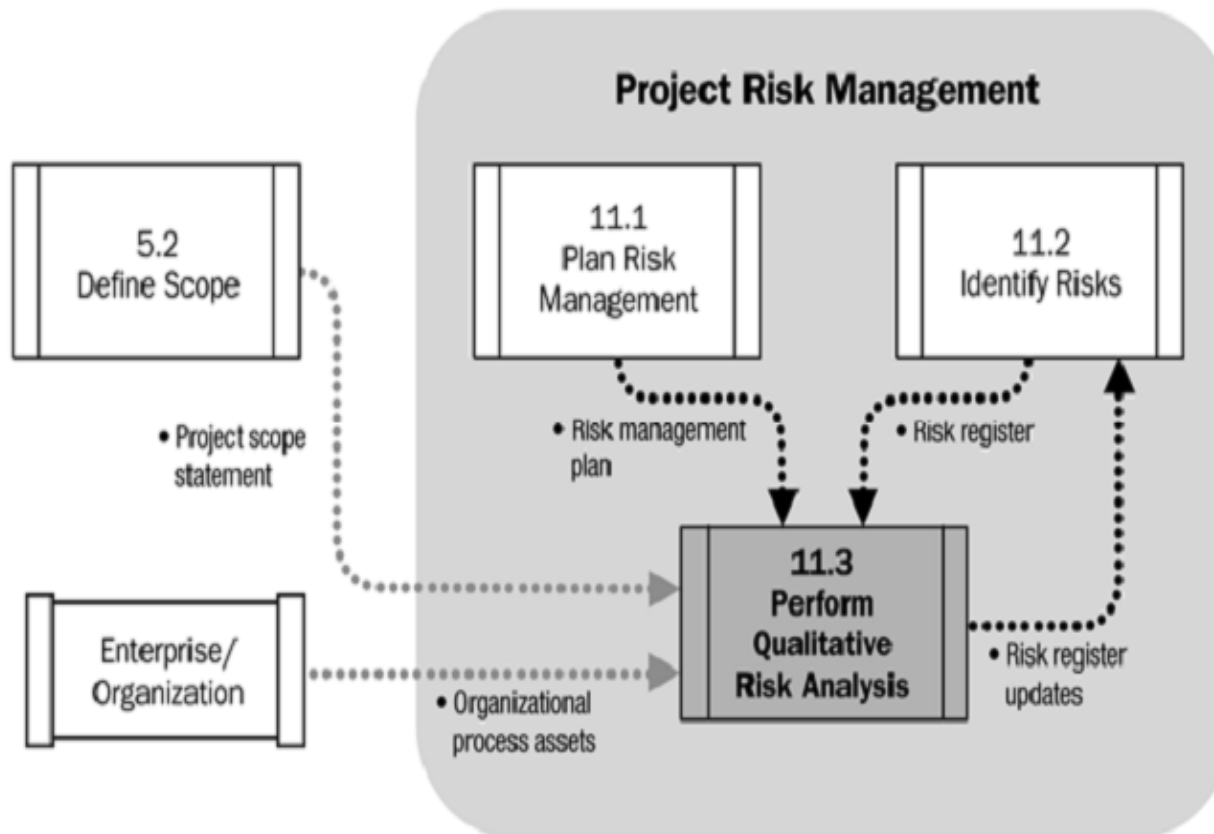 Project Risk Management
5.2
Define Scope
11.1
Plan Risk
Management
11.2
Identify Risks
• Project scope
statement
• Risk management
plan
• Risk register
11.3
Perform
Qualitative
Risk Analysis
Enterprise/
Organization
• Organizational
process assets
• Risk register
updates